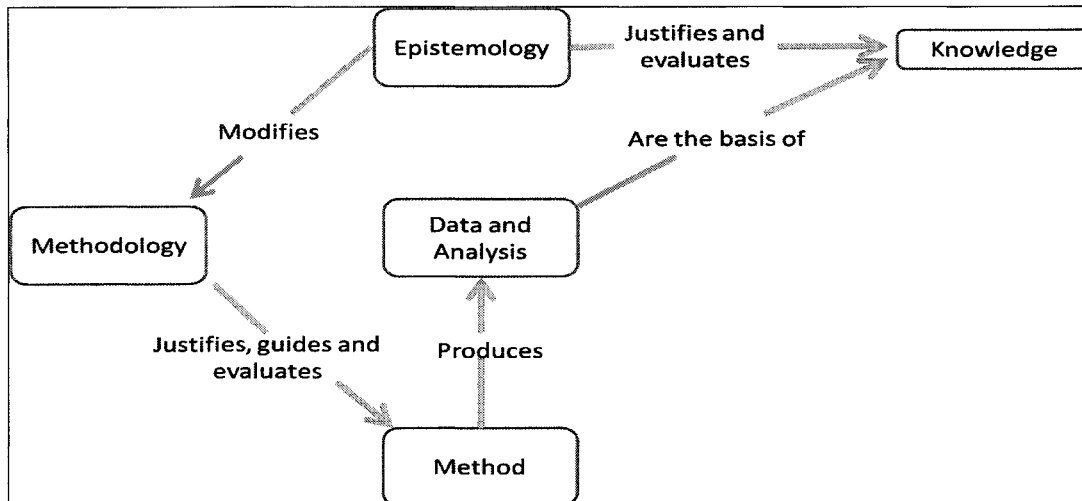 Epistemology
Justifies and
evaluates
Knowledge
Modifies
Are the basis of
Methodology
Data and
Analysis
Justifies, guides and
evaluates
Produces
Method